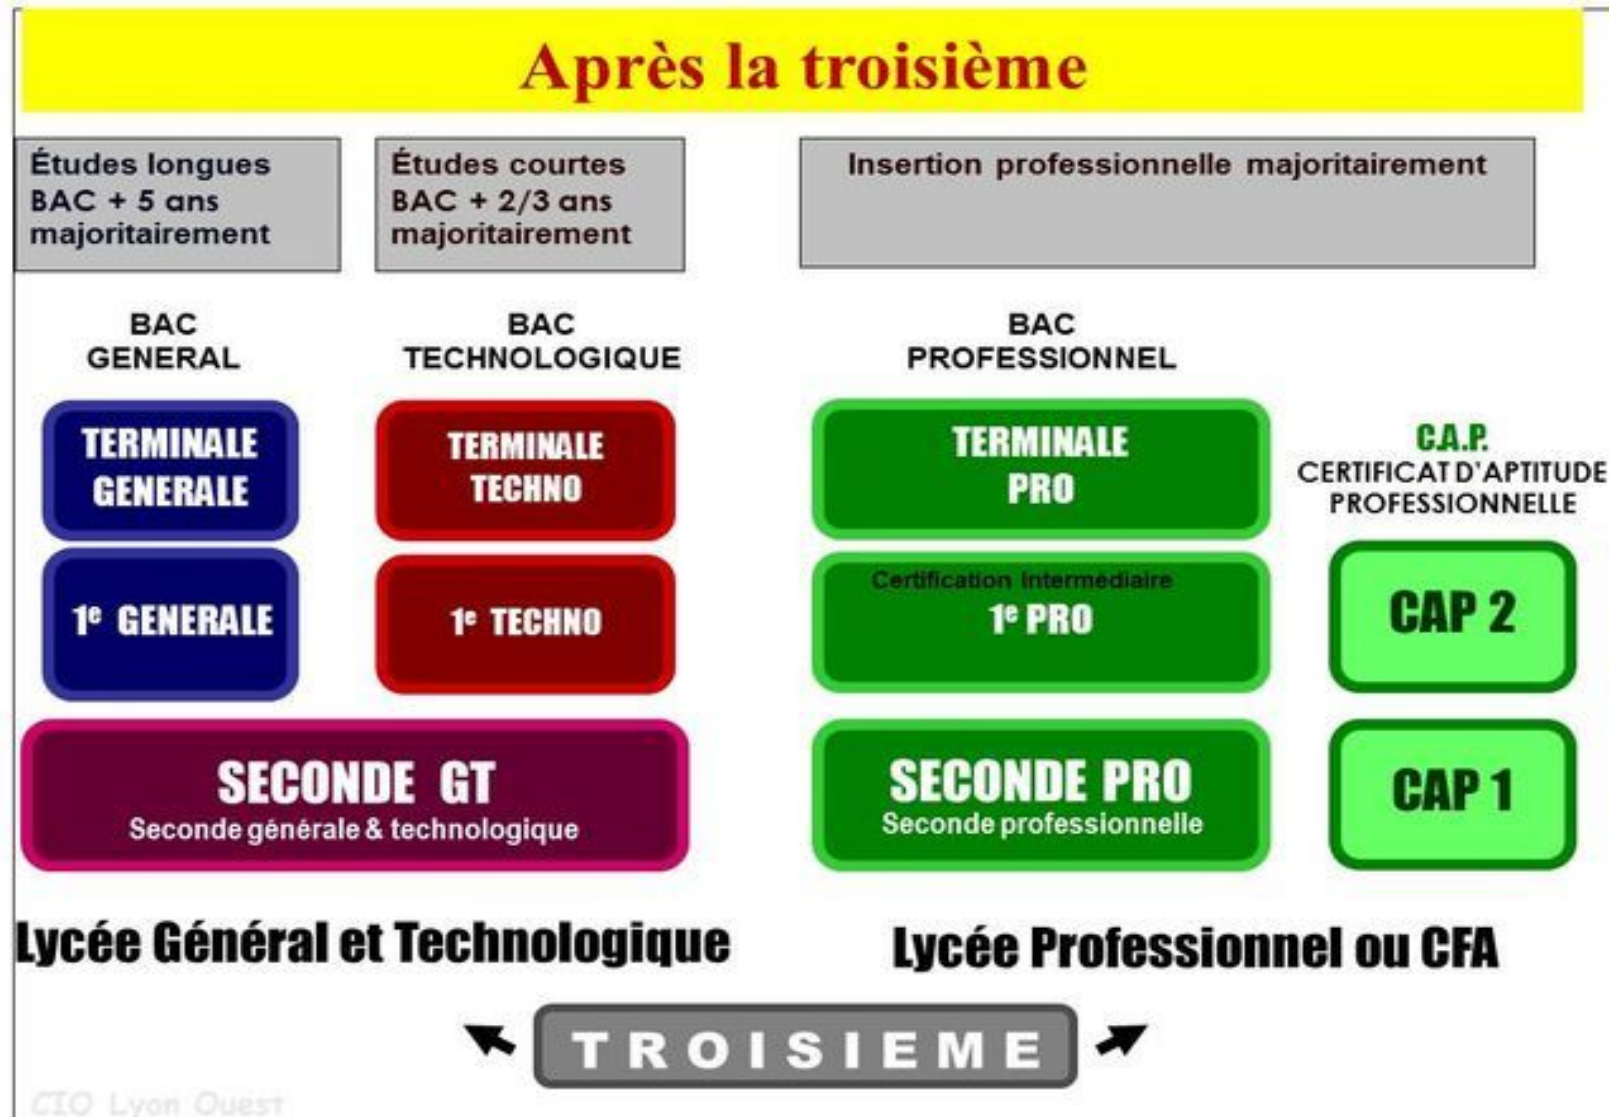 Après la troisième
Études longues
BAC + 5 ans
majoritairement
Études courtes
BAC + 2/3 ans
majoritairement
Insertion professionnelle majoritairement
BAC
GENERAL
BAC
TECHNOLOGIQUE
BAC
PROFESSIONNEL
TERMINALE
GENERALE
TERMINALE
TECHNO
TERMINALE
PRO
C.A.P.
CERTIFICAT D'APTITUDE
PROFESSIONNELLE
1e GENERALE
1e TECHNO
Certification Intermédiaire
1e PRO
CAP 2
SECONDE GT
Seconde générale & technologique
SECONDE PRO
Seconde professionnelle
CAP 1
Lycée Général et Technologique
Lycée Professionnel ou CFA
TROISIEME
CIO Lyon Ouest